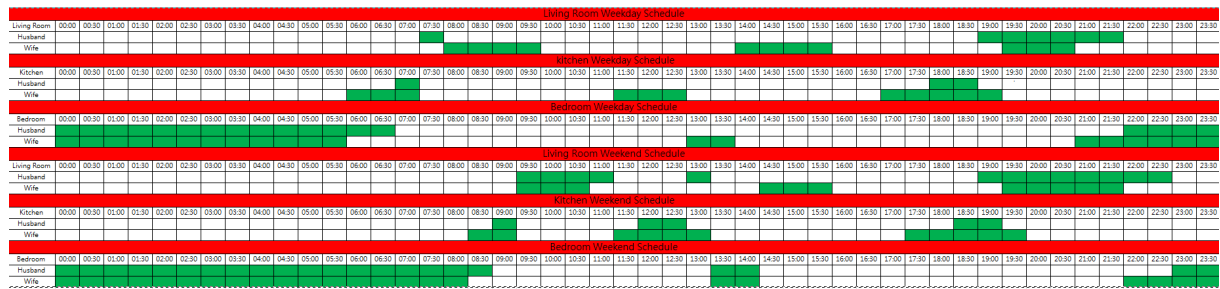 Living Room Weekday Schedule
Living Room 00:00 00:30 01:00 01:30 02:00 02:30 03:00 03:30 04:00 04:30 05:00 05:30 06:00 06:30 07:00 07:30 08:00 08:30 09:00 09:30 10:00 10:30 11:00 11:30 12:00 12:30 13:00 13:30 14:00 14:30 15:00 15:30 16:00 16:30 17:00 17:30 18:00 18:30 19:00 19:30 20:00 20:30 21:00 21:30 22:00 22:30 23:00 23:30
Husband
Wife
kitchen Weekday Schedule
Kitchen 00:00 00:30 01:00 01:30 02:00 02:30 03:00 03:30 04:00 04:30 05:00 05:30 06:00 06:30 07:00 07:30 08:00 08:30 09:00 09:30 10:00 10:30 11:00 11:30 12:00 12:30 13:00 13:30 14:00 14:30 15:00 15:30 16:00 16:30 17:00 17:30 18:00 18:30 19:00 19:30 20:00 20:30 21:00 21:30 22:00 22:30 23:00 23:30
Husband
Wife
Bedroom Weekday Schedule
Bedroom 00:00 00:30 01:00 01:30 02:00 02:30 03:00 03:30 04:00 04:30 05:00 05:30 06:00 06:30 07:00 07:30 08:00 08:30 09:00 09:30 10:00 10:30 11:00 11:30 12:00 12:30 13:00 13:30 14:00 14:30 15:00 15:30 16:00 16:30 17:00 17:30 18:00 18:30 19:00 19:30 20:00 20:30 21:00 21:30 22:00 22:30 23:00 23:30
Husband
Wife
Living Room Weekend Schedule
Living Room 00:00 00:30 01:00 01:30 02:00 02:30 03:00 03:30 04:00 04:30 05:00 05:30 06:00 06:30 07:00 07:30 08:00 08:30 09:00 09:30 10:00 10:30 11:00 11:30 12:00 12:30 13:00 13:30 14:00 14:30 15:00 15:30 16:00 16:30 17:00 17:30 18:00 18:30 19:00 19:30 20:00 20:30 21:00 21:30 22:00 22:30 23:00 23:30
Husband
Wife
Kitchen Weekend Schedule
Kitchen 00:00 00:30 01:00 01:30 02:00 02:30 03:00 03:30 04:00 04:30 05:00 05:30 06:00 06:30 07:00 07:30 08:00 08:30 09:00 09:30 10:00 10:30 11:00 11:30 12:00 12:30 13:00 13:30 14:00 14:30 15:00 15:30 16:00 16:30 17:00 17:30 18:00 18:30 19:00 19:30 20:00 20:30 21:00 21:30 22:00 22:30 23:00 23:30
Husband
Wife
Bedroom Weekend Schedule
Bedroom 00:00 00:30 01:00 01:30 02:00 02:30 03:00 03:30 04:00 04:30 05:00 05:30 06:00 06:30 07:00 07:30 08:00 08:30 09:00 09:30 10:00 10:30 11:00 11:30 12:00 12:30 13:00 13:30 14:00 14:30 15:00 15:30 16:00 16:30 17:00 17:30 18:00 18:30 19:00 19:30 20:00 20:30 21:00 21:30 22:00 22:30 23:00 23:30
Husband
Wife